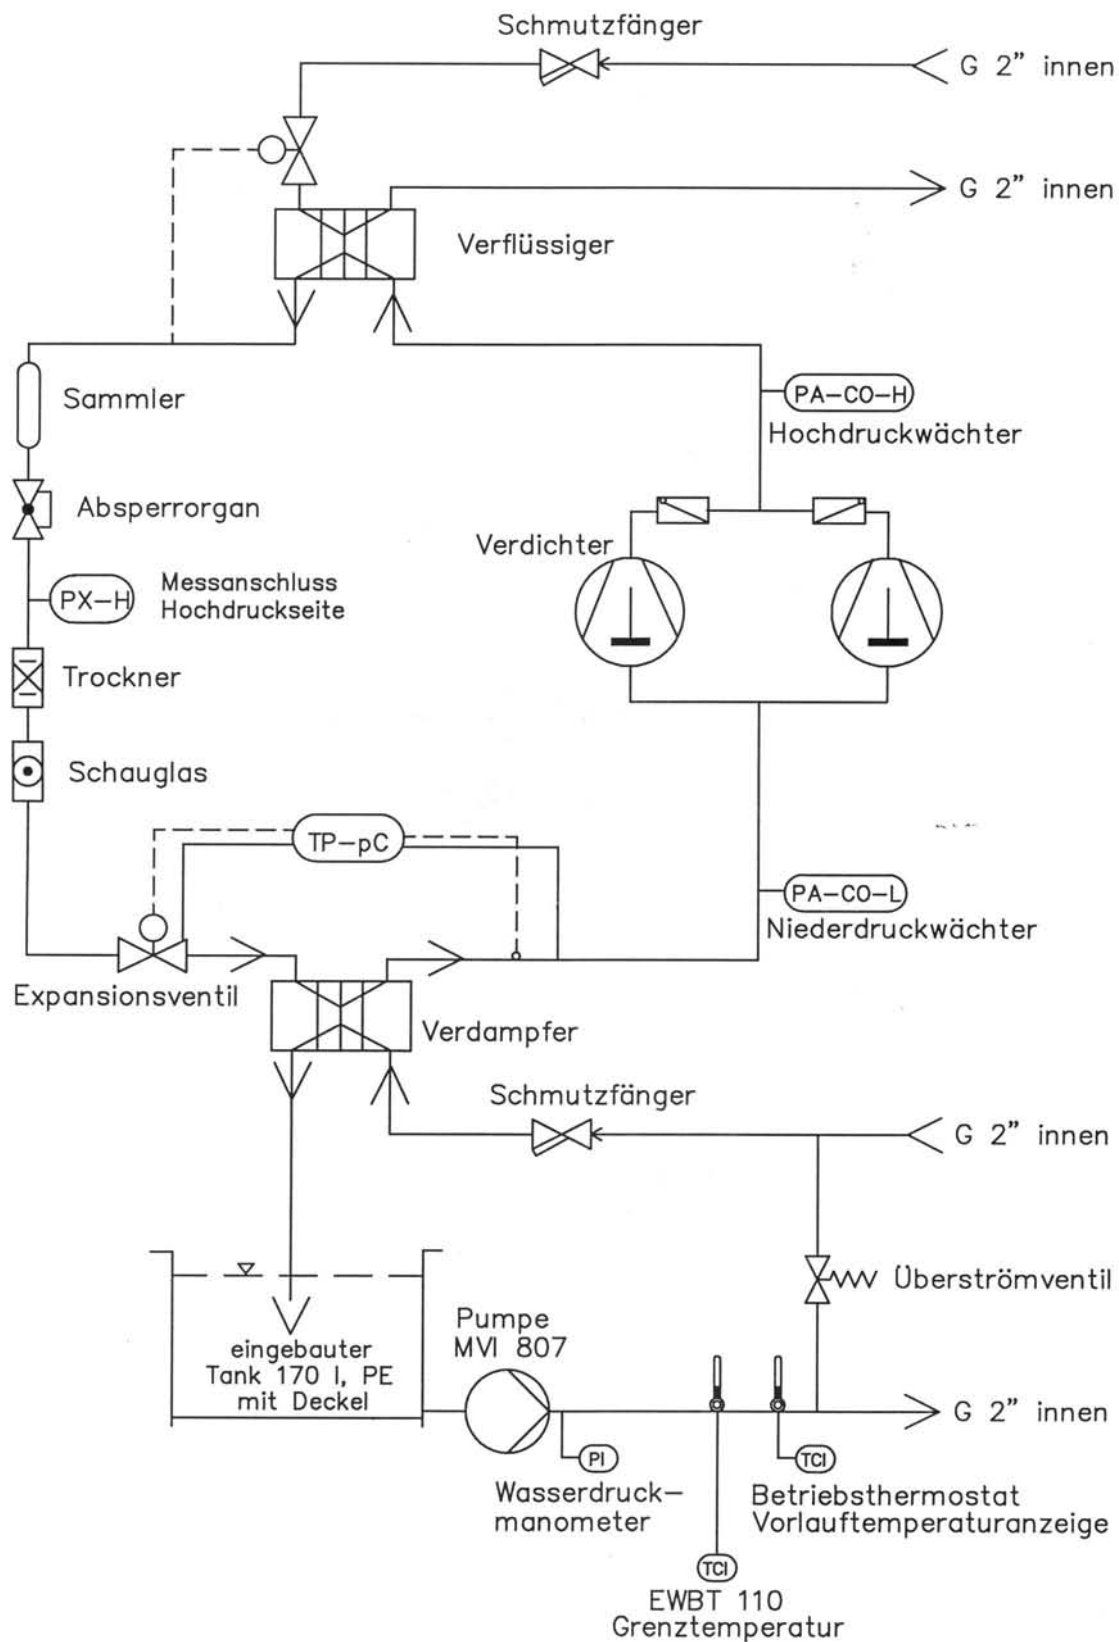 Schmutzfänger
G 2" innen
G 2" innen
Verflüssiger
PA-CO-H
Sammler
Hochdruckwächter
Absperrorgan
Verdichter
PX-H
Messanschluss
Hochdruckseite
Trockner
Schauglas
TP-pC
PA-CO-L
Niederdruckwächter
Expansionsventil
Verdampfer
Schmutzfänger
G 2" innen
Überströmventil
Pumpe
MVI 807
eingebauter
Tank 170 l, PE
mit Deckel
G 2" innen
PI
TCI
Wasserdruck-
manometer
Betriebsthermostat
Vorlauftemperaturanzeige
TCI
EWBT 110
Grenztemperatur